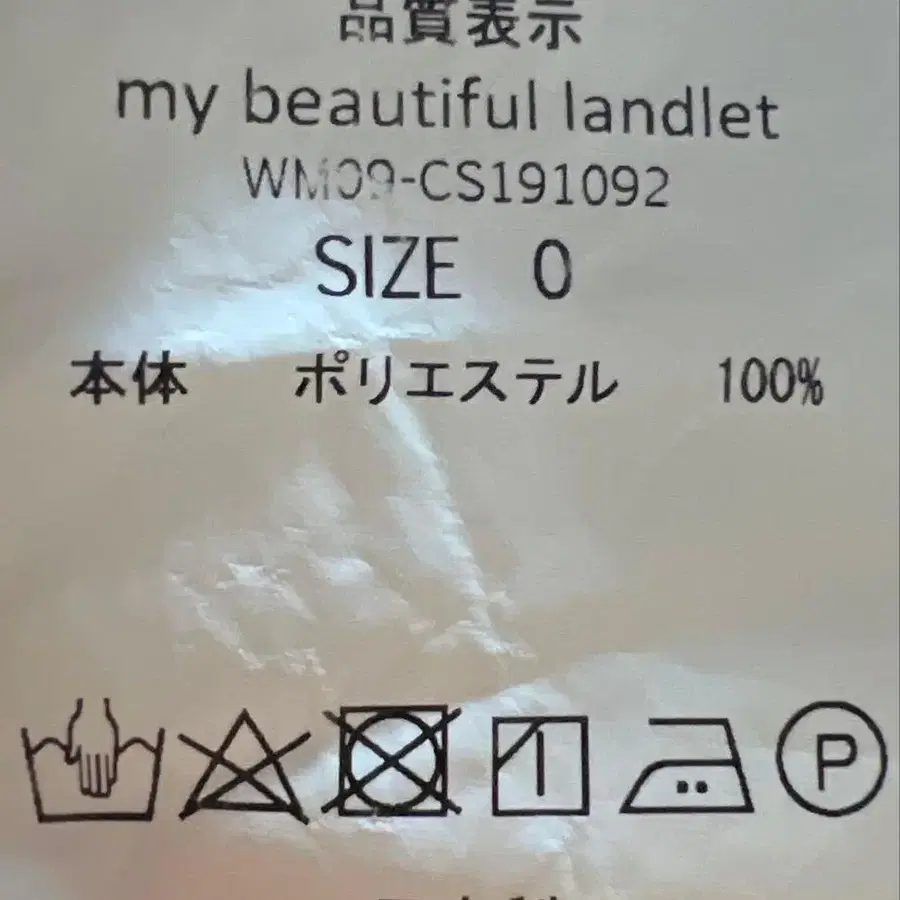 品質表示
my beautiful landlet
WM09-CS191092
SIZE 0
本体 ポリエステル 100%
P